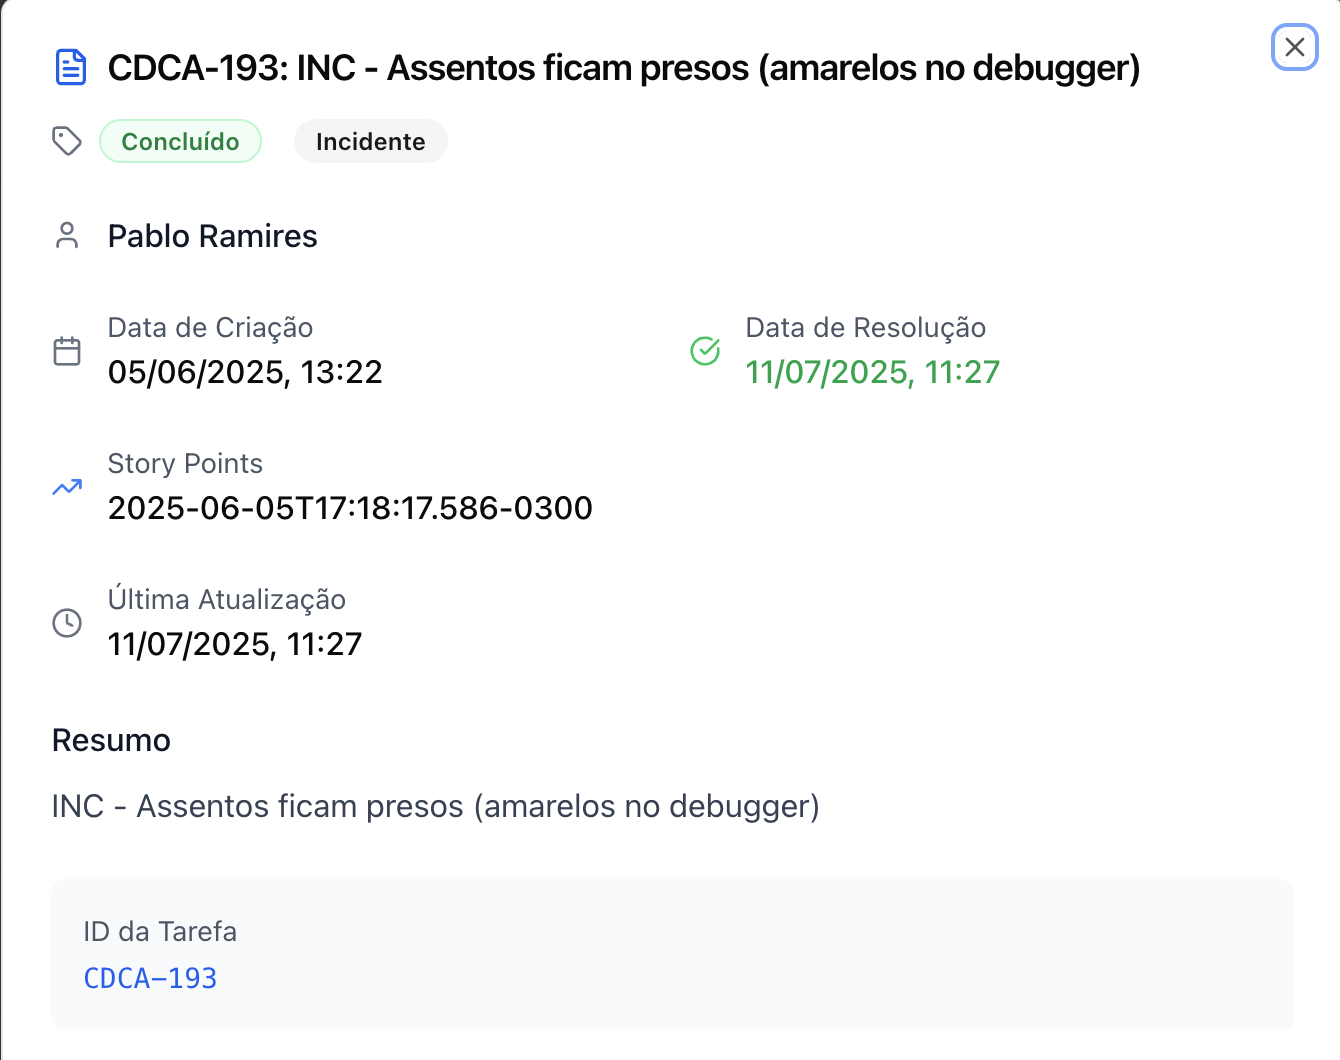 CDCA-193: INC - Assentos ficam presos (amarelos no debugger)
Concluído Incidente
Pablo Ramires
Data de Criação
05/06/2025, 13:22
Data de Resolução
11/07/2025, 11:27
Story Points
2025-06-05T17:18:17.586-0300
Última Atualização
11/07/2025, 11:27
Resumo
INC - Assentos ficam presos (amarelos no debugger)
ID da Tarefa
CDCA-193